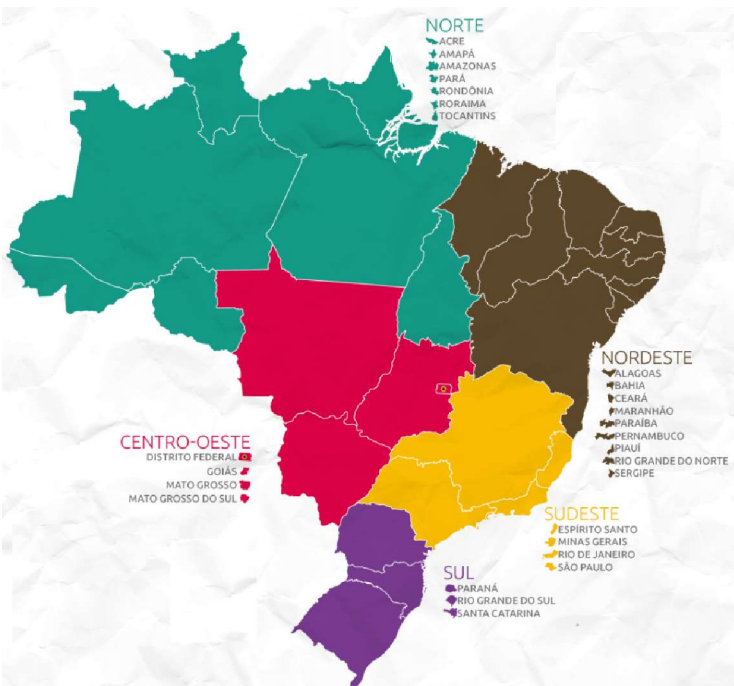 NORTE
ACRE
AMAPÁ
AMAZONAS
PARÁ
RONDÔNIA
RORAIMA
TOCANTINS
NORDESTE
ALAGOAS
BAHIA
CEARÁ
MARANHÃO
PARAÍBA
PERNAMBUCO
PIAUÍ
RIO GRANDE DO NORTE
SERGIPE
CENTRO-OESTE
DISTRITO FEDERAL
GOIÁS
MATO GROSSO
MATO GROSSO DO SUL
SUDESTE
ESPÍRITO SANTO
MINAS GERAIS
RIO DE JANEIRO
SÃO PAULO
SUL
PARANÁ
RIO GRANDE DO SUL
SANTA CATARINA